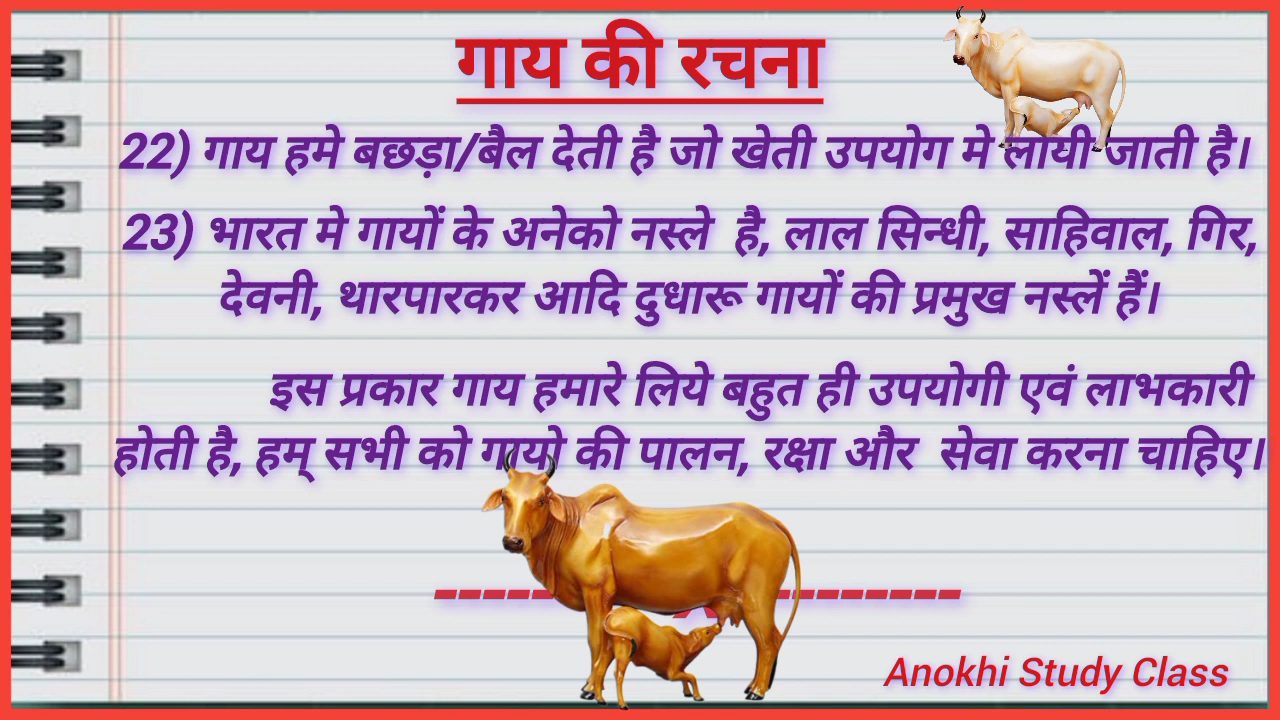 गाय की रचना
22) गाय हमे बछड़ा/बैल देती है जो खेती उपयोग मे लायी जाती है।
23) भारत मे गायों के अनेको नस्ले है, लाल सिन्धी, साहिवाल, गिर,
देवनी, थारपारकर आदि दुधारू गायों की प्रमुख नस्लें हैं।
इस प्रकार गाय हमारे लिये बहुत ही उपयोगी एवं लाभकारी
होती है, हम् सभी को गायो की पालन, रक्षा और सेवा करना चाहिए।
Anokhi Study Class